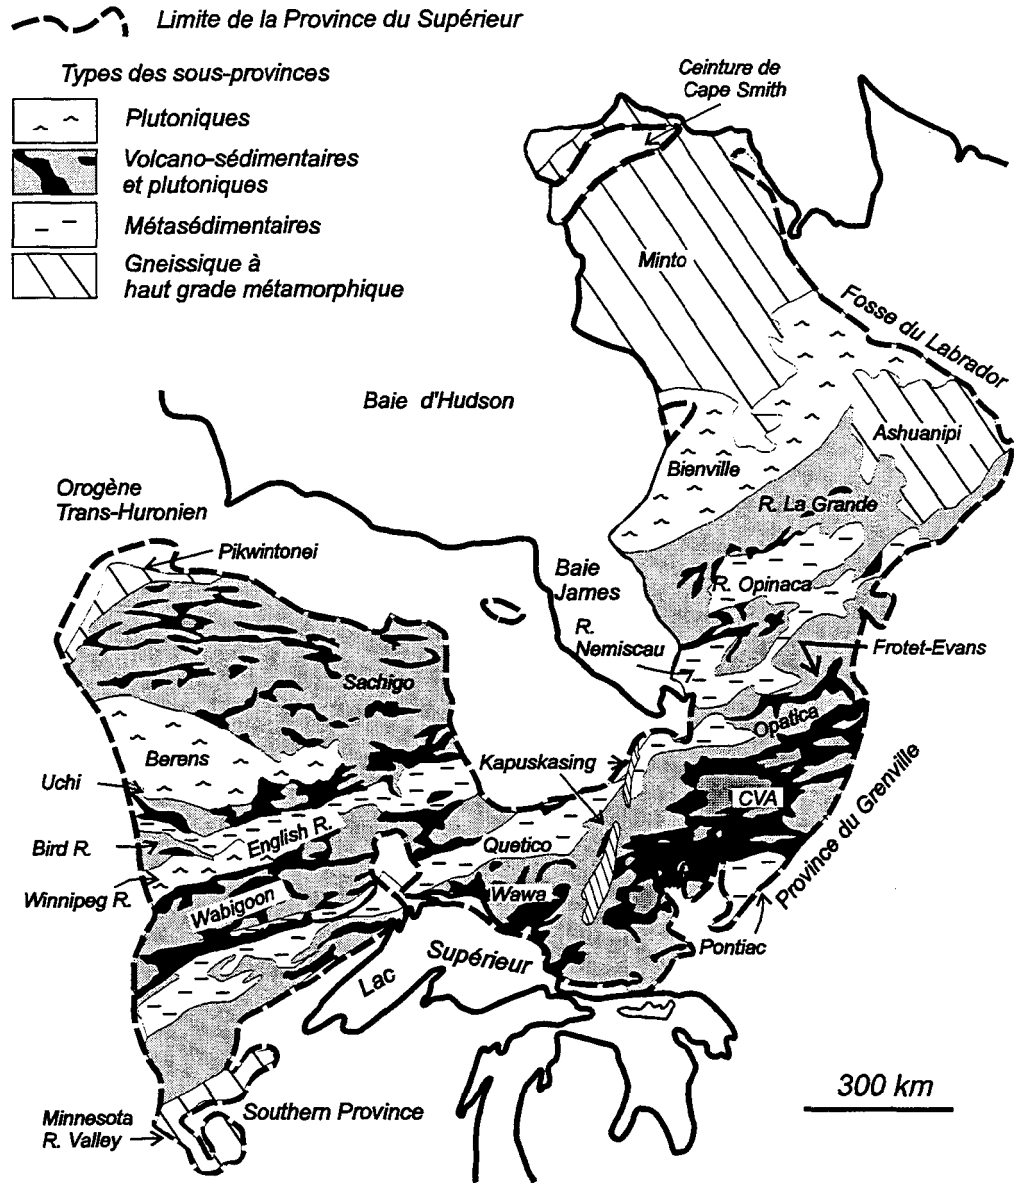 Limite de la Province du Supérieur
Types des sous-provinces
Plutoniques
Volcano-sédimentaires
et plutoniques
Métasédimentaires
Gneissique à
haut grade métamorphique
Ceinture de
Cape Smith
Minto
Fosse du Labrador
Baie d'Hudson
Ashuanipi
Bienville
R. La Grande
Orogène
Trans-Huronien
Pikwintonei
Baie
James
R. Opinaca
R.
Nemiscau
Frotet-Evans
Sachigo
Opatica
Berens
Kapuskasing
Uchi
CVA
English R.
Bird R.
Quetico
Province du Grenville
Winnipeg R.
Wabigoon
Wawa
Pontiac
Lac Supérieur
300 km
Minnesota
R. Valley
Southern Province